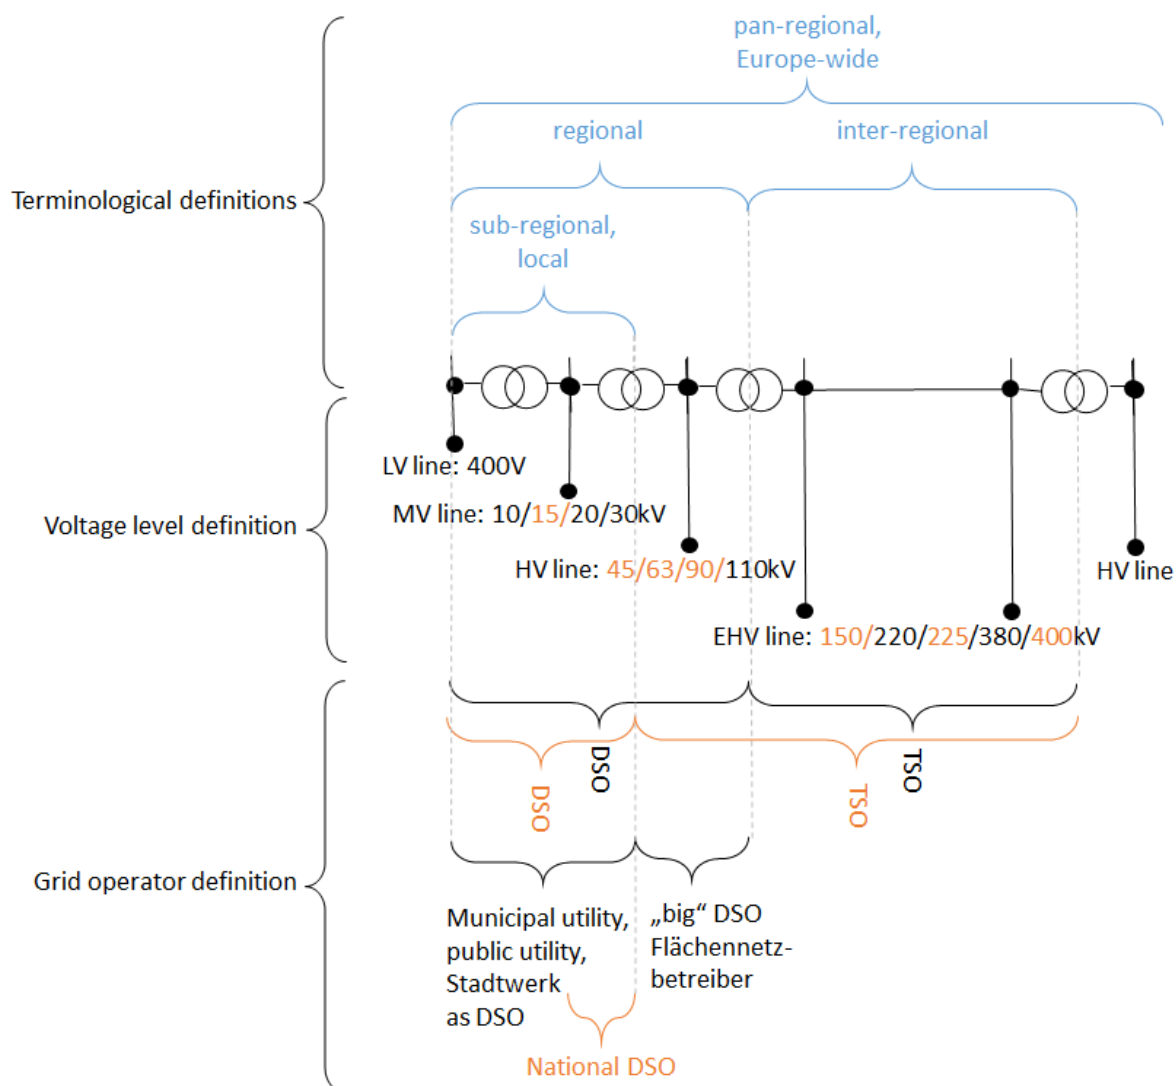 pan-regional,
Europe-wide
regional
inter-regional
Terminological definitions
sub-regional,
local
LV line: 400V
MV line: 10/15/20/30kV
Voltage level definition
HV line: 45/63/90/110kV
HV line
EHV line: 150/220/225/380/400kV
DSO
TSO
DSO
TSO
Grid operator definition
Municipal utility,
public utility,
Stadtwerk
as DSO
„big“ DSO
Flächennetz-
betreiber
National DSO